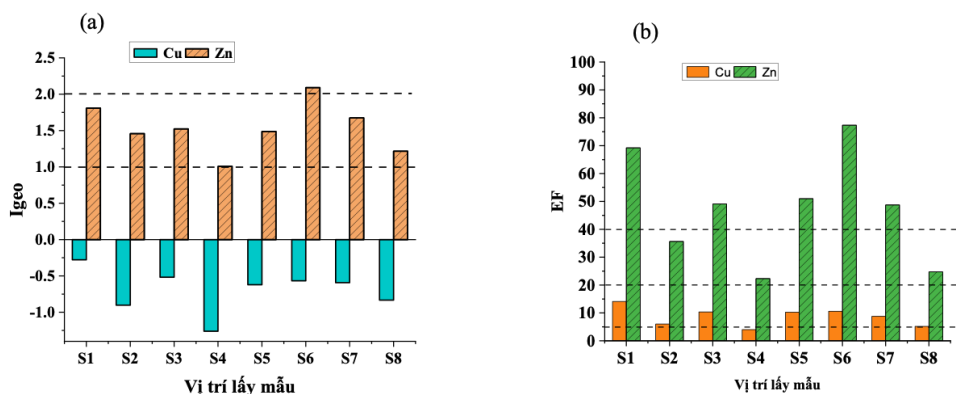 (a)
Cu Zn
2.5
2.0
1.5
1.0
0.5
0.0
-0.5
-1.0
Igeo
S1 S2 S3 S4 S5 S6 S7 S8
Vị trí lấy mẫu
(b)
Cu Zn
100
90
80
70
60
50
40
30
20
10
0
EF
S1 S2 S3 S4 S5 S6 S7 S8
Vị trí lấy mẫu